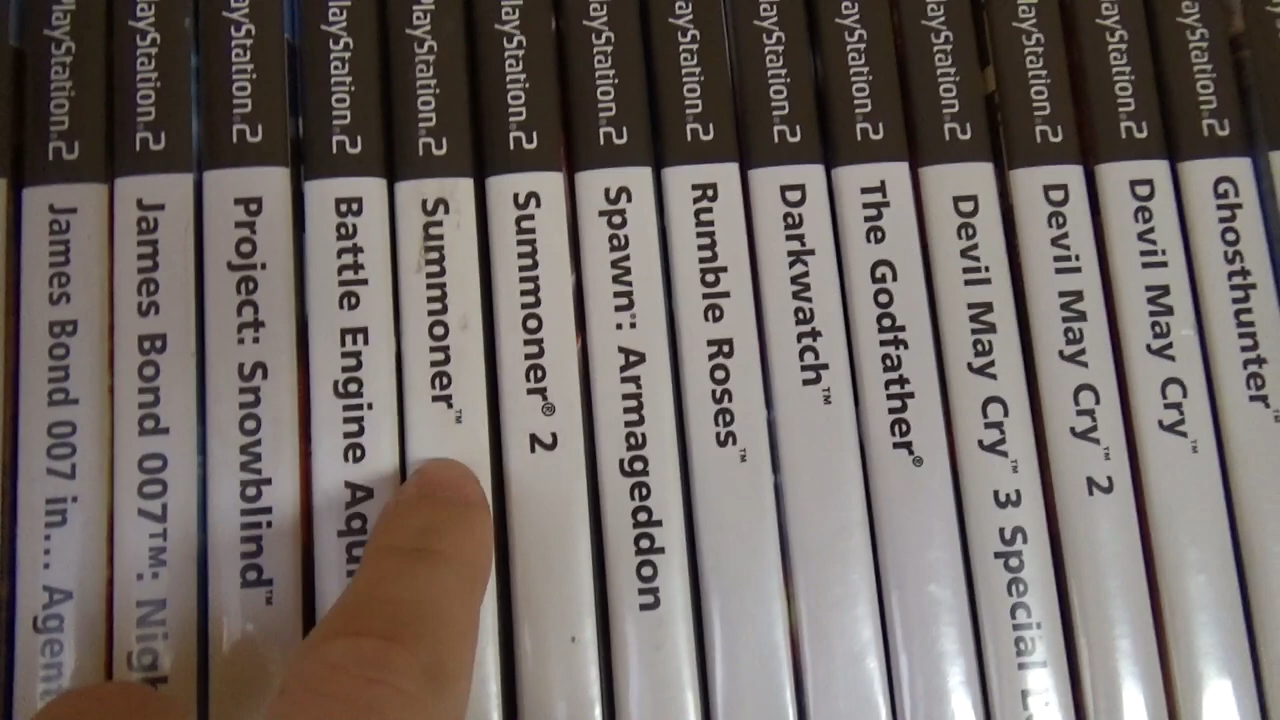 PlayStation.2
James Bond 007 in... Agent
PlayStation.2
James Bond 007™: Nigh
PlayStation.2
Project: Snowblind™
PlayStation.2
Battle Engine Aqu
PlayStation.2
Summoner™
PlayStation.2
Summoner® 2
PlayStation.2
Spawn™: Armageddon
PlayStation.2
Rumble Roses™
PlayStation.2
Darkwatch™
PlayStation.2
The Godfather®
PlayStation.2
Devil May Cry™ 3 Special
PlayStation.2
Devil May Cry™ 2
PlayStation.2
Devil May Cry™
PlayStation.2
Ghosthunter™